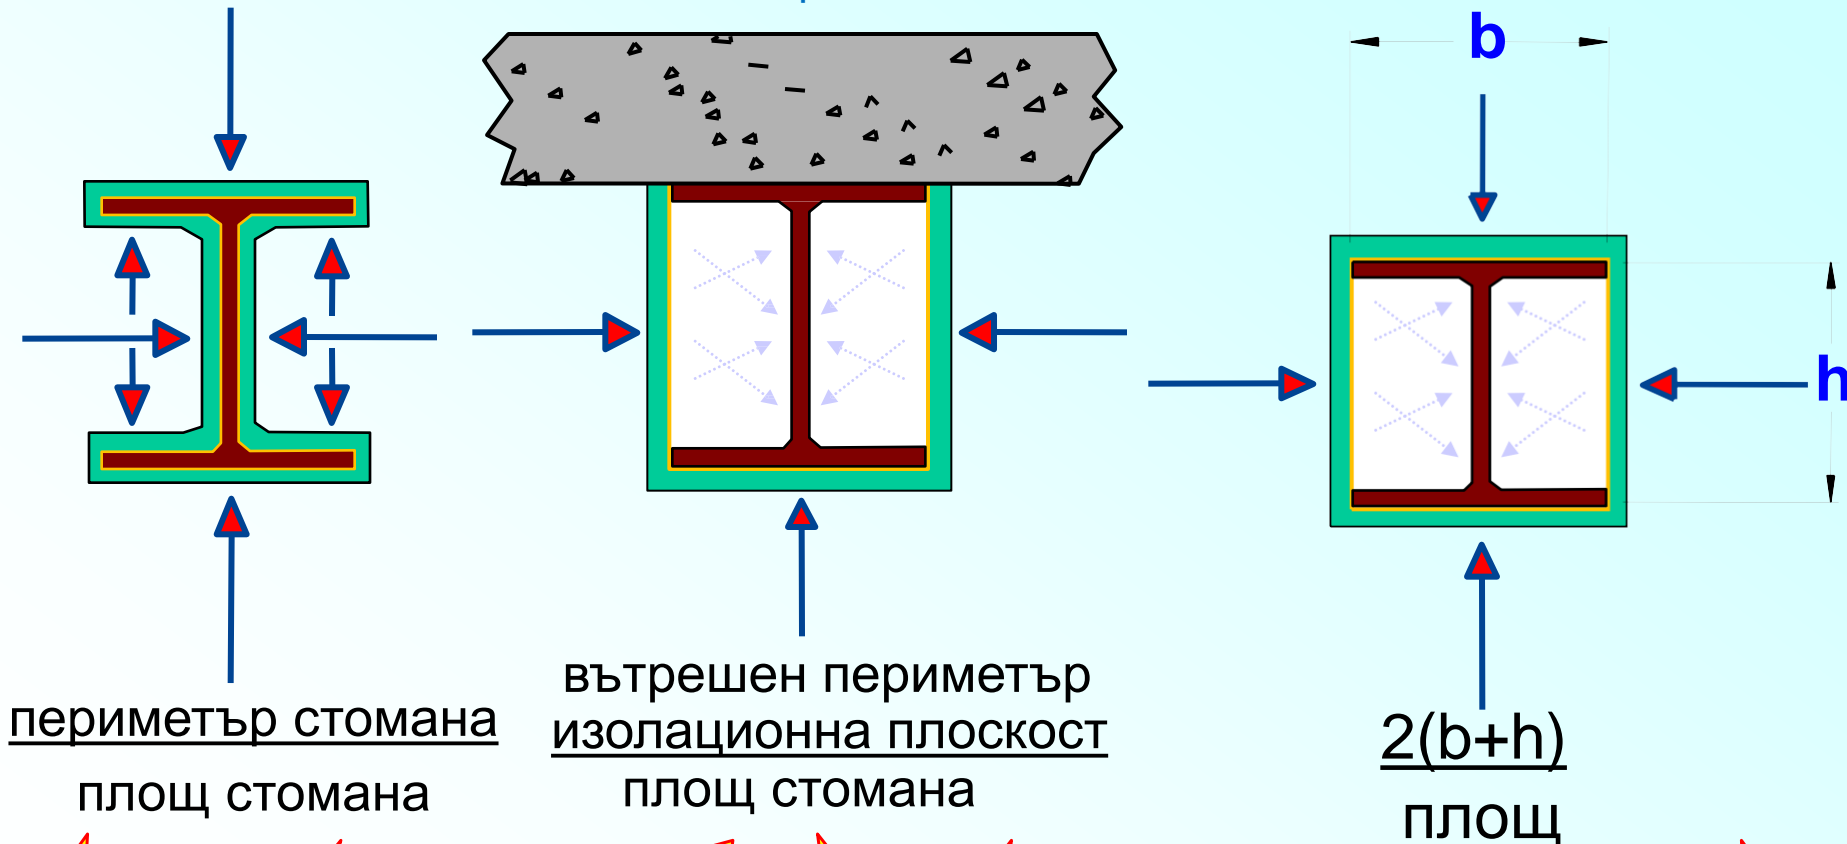 b
h
периметър стомана
площ стомана
вътрешен периметър
изолационна плоскост
площ стомана
2(b+h)
площ